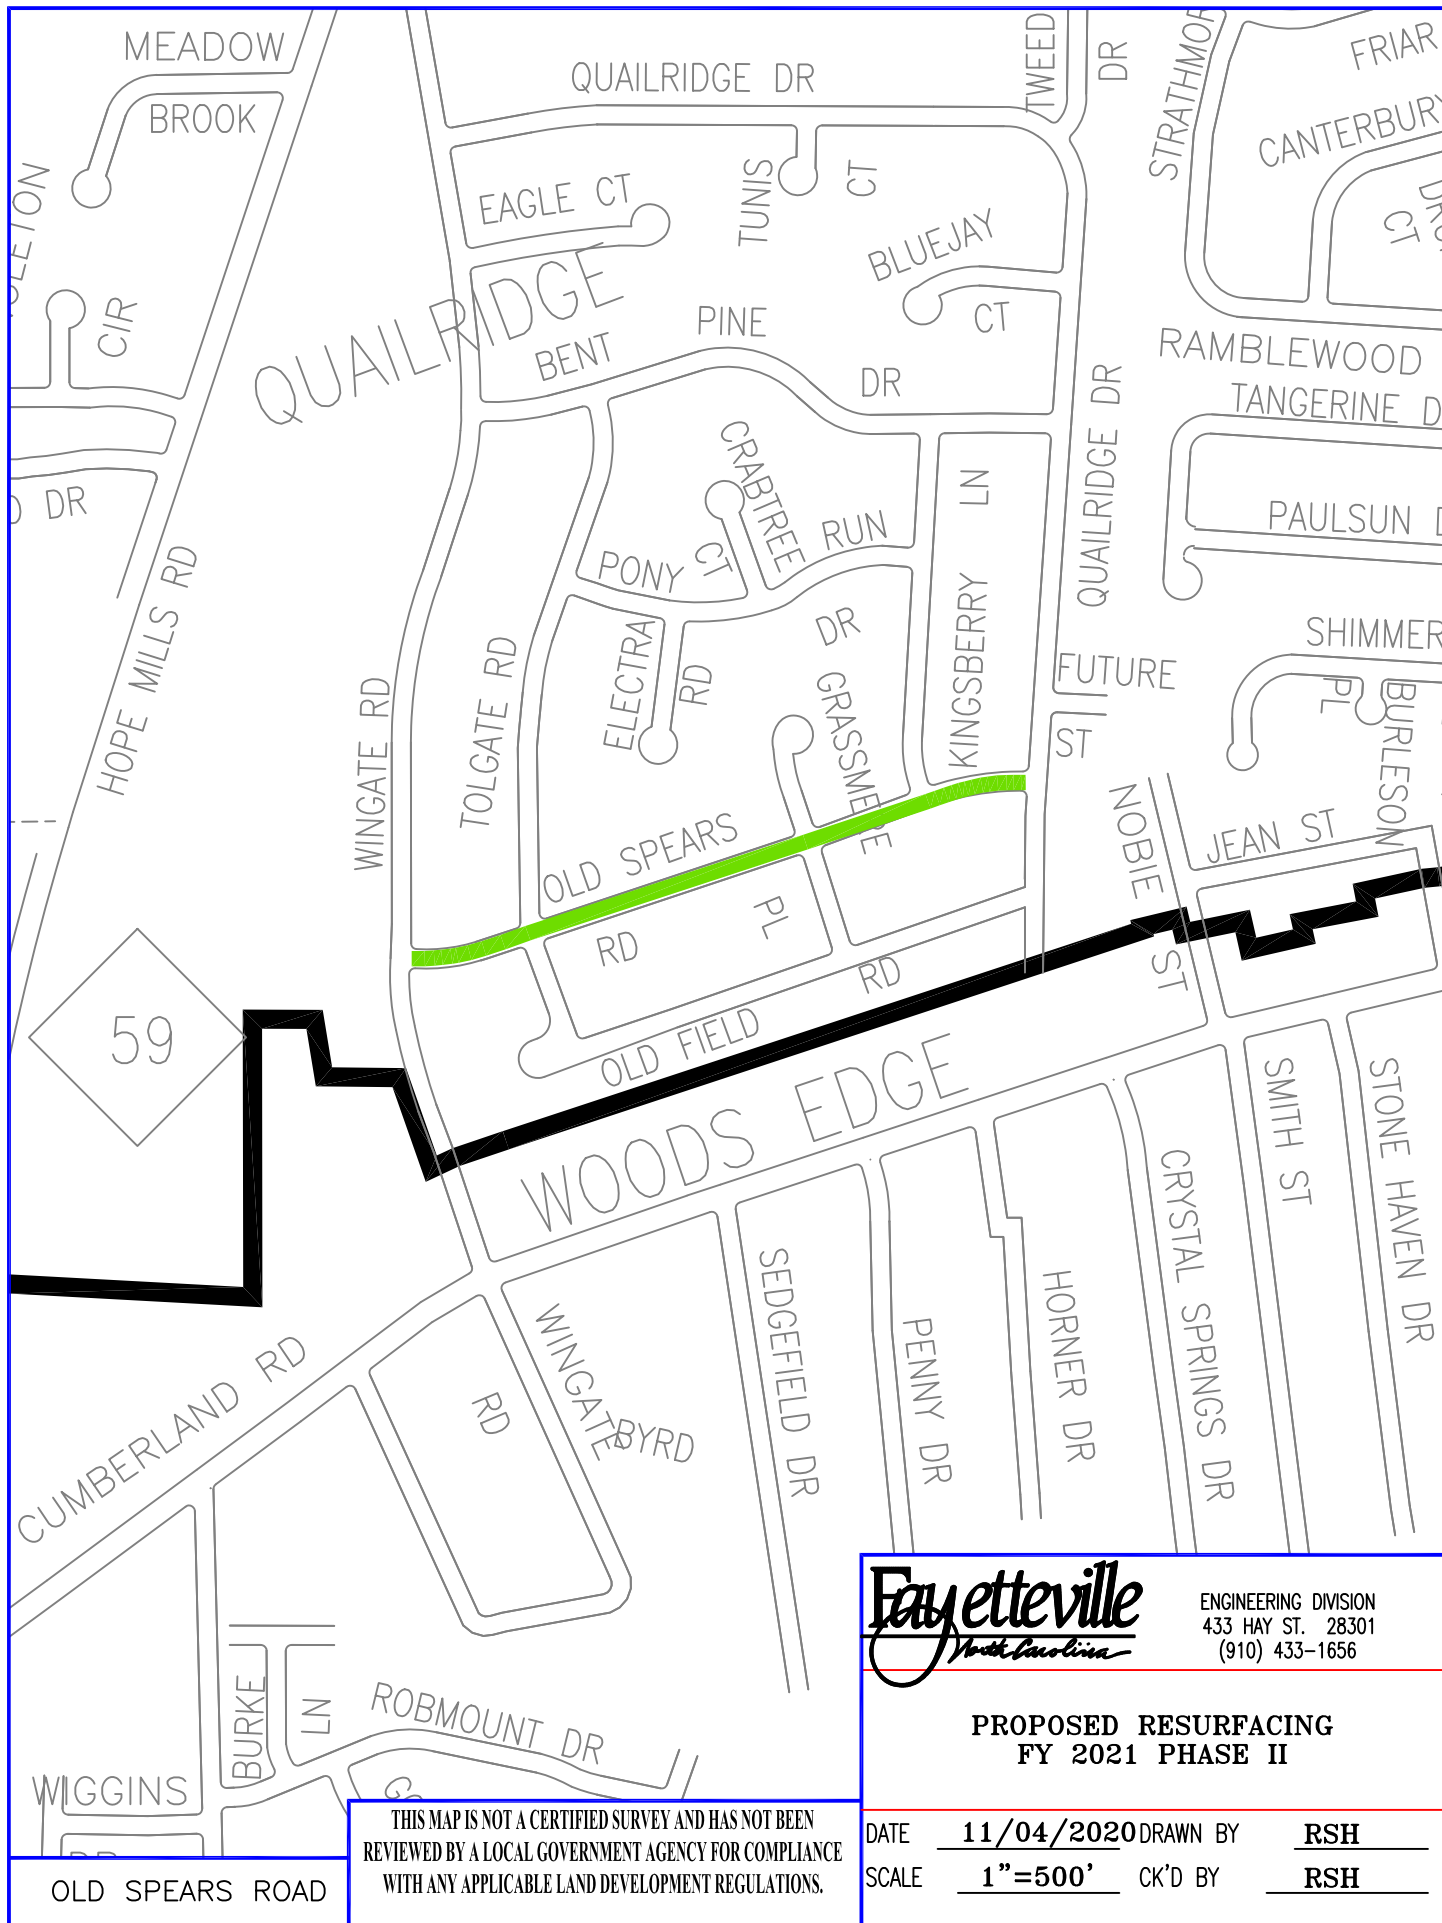 MEADOW
BROOK
QUAILRIDGE DR
TWEED
DR
STRATHMOR
FRIAR
CANTERBURY
CT
GLETON
CIR
EAGLE CT
TUNIS
CT
BLUEJAY
CT
QUAILRIDGE
BENT
PINE
DR
RAMBLEWOOD
TANGERINE D
QUAILRIDGE DR
DR
CRABTREE
CT
LN
KINGSBERRY
PAULSUN
PONY
RUN
HOPE MILLS RD
ELECTRA
RD
DR
GRASSMERE
FUTURE
ST
SHIMMER
PL
BURLESON
WINGATE RD
TOLGATE RD
OLD SPEARS
RD
PL
NOBIE
ST
JEAN ST
OLD FIELD
RD
59
WOODS EDGE
SMITH ST
STONE HAVEN DR
CRYSTAL SPRINGS DR
SEDGEFIELD DR
PENNY DR
HORNER DR
WINGATE
RD
BYRD
CUMBERLAND RD
BURKE
LN
ROBMOUNT DR
WIGGINS
Fayetteville
North Carolina
ENGINEERING DIVISION
433 HAY ST. 28301
(910) 433-1656
PROPOSED RESURFACING
FY 2021 PHASE II
DATE 11/04/2020 DRAWN BY RSH
SCALE 1"=500' CK'D BY RSH
THIS MAP IS NOT A CERTIFIED SURVEY AND HAS NOT BEEN
REVIEWED BY A LOCAL GOVERNMENT AGENCY FOR COMPLIANCE
WITH ANY APPLICABLE LAND DEVELOPMENT REGULATIONS.
OLD SPEARS ROAD